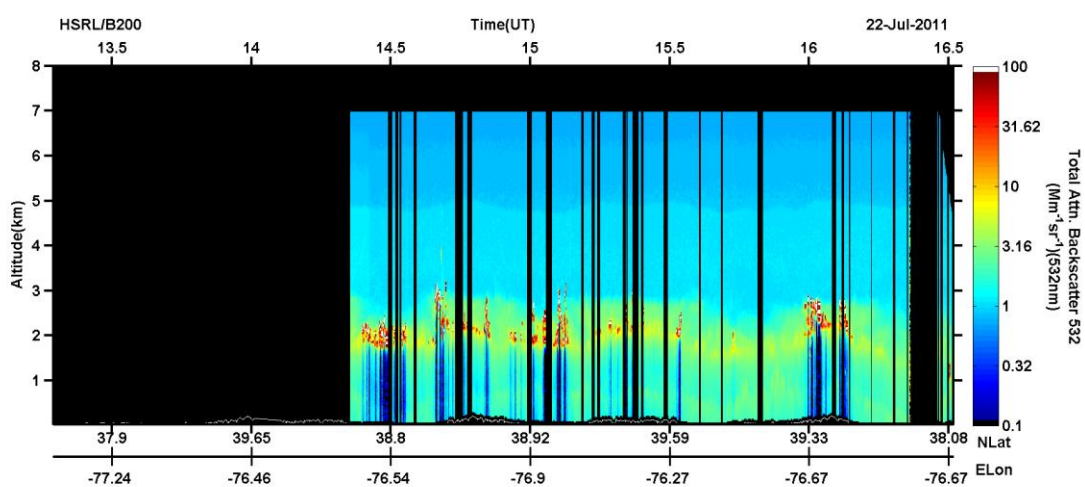 HSRL/B200 Time(UT) 22-Jul-2011
13.5 14 14.5 15 15.5 16 16.5
8
7
6
5
4
3
2
1
Altitude(km)
100
31.62
10
3.16
1
0.32
0.1
Total Attn. Backscatter 532
(Mm⁻¹sr⁻¹)(532nm)
37.9 39.65 38.8 38.92 39.59 39.33 38.08
NLat
-77.24 -76.46 -76.54 -76.9 -76.27 -76.67 -76.67
ELon